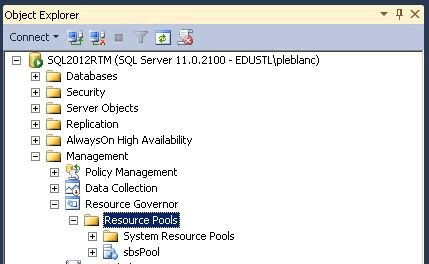 Object Explorer
Connect
SQL2012RTM (SQL Server 11.0.2100 - EDUSTL\pleblanc)
Databases
Security
Server Objects
Replication
AlwaysOn High Availability
Management
Policy Management
Data Collection
Resource Governor
Resource Pools
System Resource Pools
sbsPool